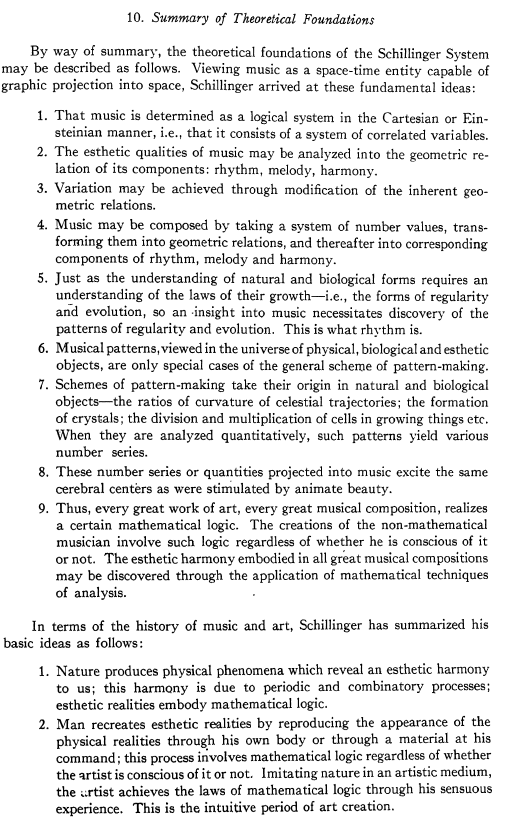 10. Summary of Theoretical Foundations
By way of summary, the theoretical foundations of the Schillinger System
may be described as follows. Viewing music as a space-time entity capable of
graphic projection into space, Schillinger arrived at these fundamental ideas:
1. That music is determined as a logical system in the Cartesian or Ein-
steinian manner, i.e., that it consists of a system of correlated variables.
2. The esthetic qualities of music may be analyzed into the geometric re-
lation of its components: rhythm, melody, harmony.
3. Variation may be achieved through modification of the inherent geo-
metric relations.
4. Music may be composed by taking a system of number values, trans-
forming them into geometric relations, and thereafter into corresponding
components of rhythm, melody and harmony.
5. Just as the understanding of natural and biological forms requires an
understanding of the laws of their growth—i.e., the forms of regularity
and evolution, so an insight into music necessitates discovery of the
patterns of regularity and evolution. This is what rhythm is.
6. Musical patterns, viewed in the universe of physical, biological and esthetic
objects, are only special cases of the general scheme of pattern-making.
7. Schemes of pattern-making take their origin in natural and biological
objects—the ratios of curvature of celestial trajectories; the formation
of crystals; the division and multiplication of cells in growing things etc.
When they are analyzed quantitatively, such patterns yield various
number series.
8. These number series or quantities projected into music excite the same
cerebral centers as were stimulated by animate beauty.
9. Thus, every great work of art, every great musical composition, realizes
a certain mathematical logic. The creations of the non-mathematical
musician involve such logic regardless of whether he is conscious of it
or not. The esthetic harmony embodied in all great musical compositions
may be discovered through the application of mathematical techniques
of analysis.
In terms of the history of music and art, Schillinger has summarized his
basic ideas as follows:
1. Nature produces physical phenomena which reveal an esthetic harmony
to us; this harmony is due to periodic and combinatory processes;
esthetic realities embody mathematical logic.
2. Man recreates esthetic realities by reproducing the appearance of the
physical realities through his own body or through a material at his
command; this process involves mathematical logic regardless of whether
the artist is conscious of it or not. Imitating nature in an artistic medium,
the artist achieves the laws of mathematical logic through his sensuous
experience. This is the intuitive period of art creation.